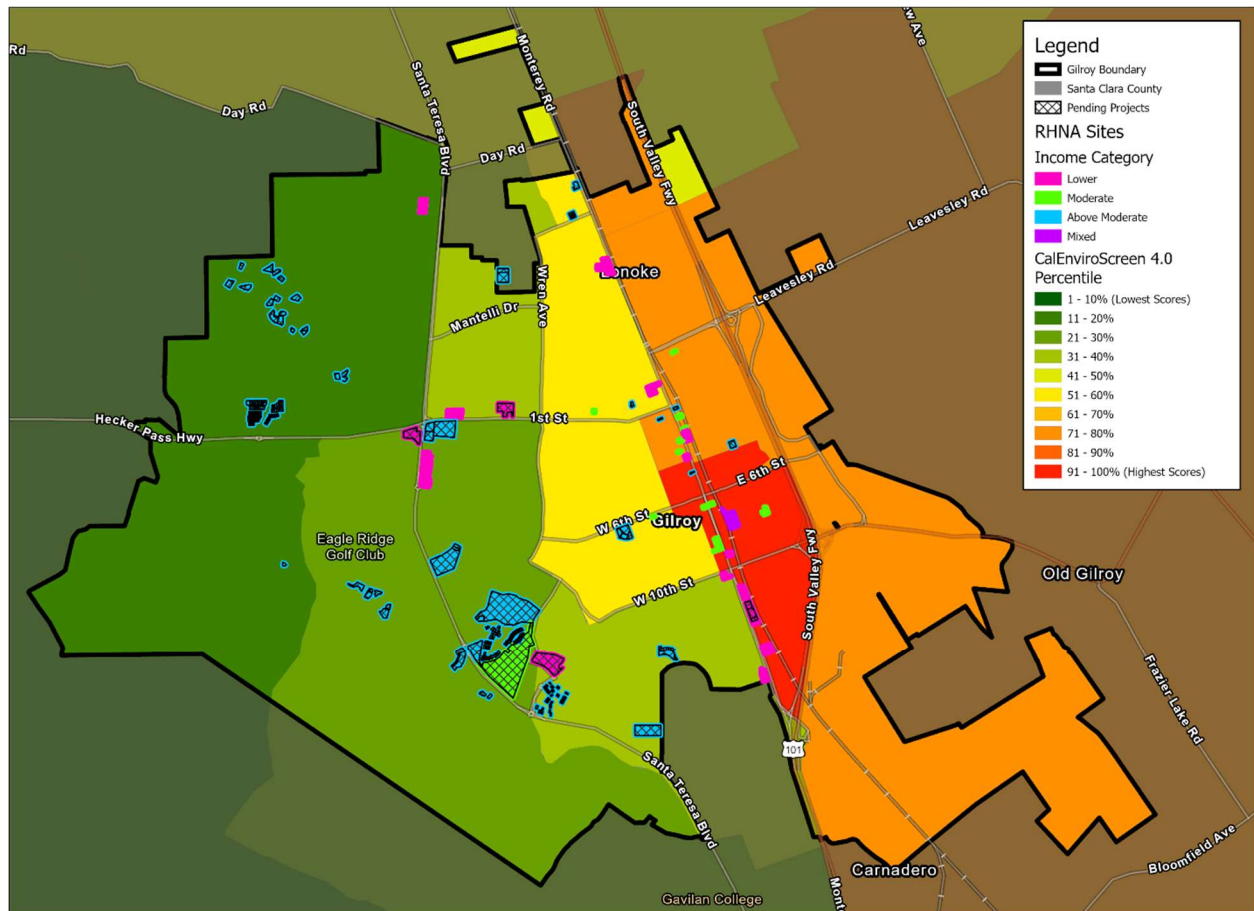 Rd
Day Rd
Santa Teresa Blvd
Monterey Rd
South Valley Fwy
ew Ave
Day Rd
Leavesley Rd
Lonoke
Leavesley Rd
Wren Ave
Mantelli Dr
Hecker Pass Hwy
1st St
E 6th St
W 6th St
Gilroy
Eagle Ridge
Golf Club
W 10th St
South Valley Fwy
Old Gilroy
Frazier Lake Rd
Santa Teresa Blvd
101
Carnadero
Bloomfield Ave
Gavilan College
Mont
Legend
Gilroy Boundary
Santa Clara County
Pending Projects
RHNA Sites
Income Category
Lower
Moderate
Above Moderate
Mixed
CalEnviroScreen 4.0
Percentile
1 - 10% (Lowest Scores)
11 - 20%
21 - 30%
31 - 40%
41 - 50%
51 - 60%
61 - 70%
71 - 80%
81 - 90%
91 - 100% (Highest Scores)